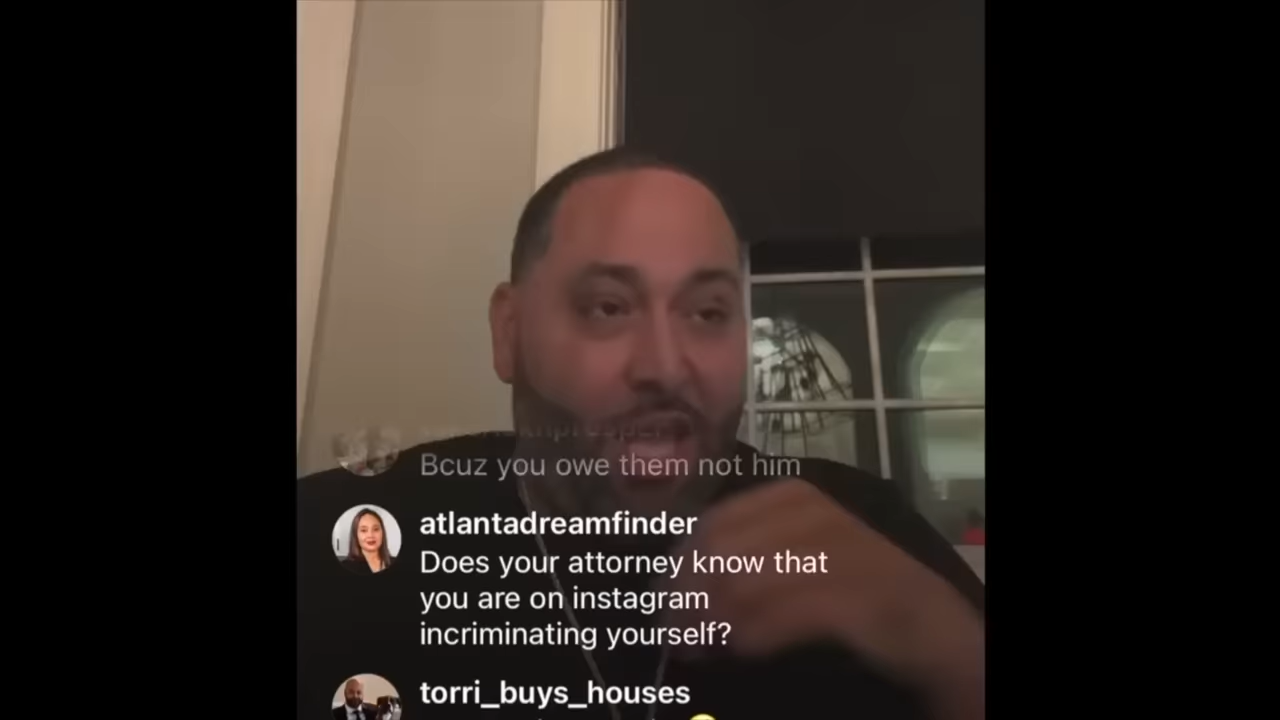 Bcuz you owe them not him
atlantadreamfinder
Does your attorney know that
you are on instagram
incriminating yourself?
torri_buys_houses